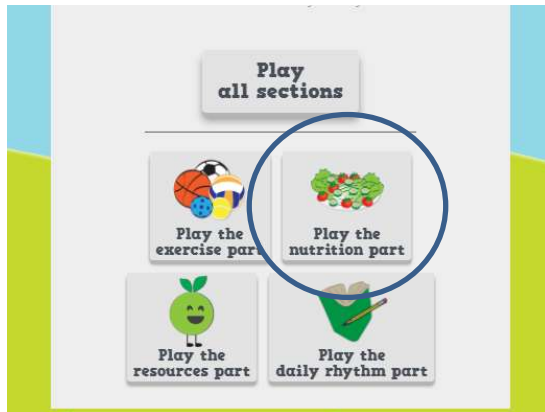 Play
all sections
Play the
exercise part
Play the
nutrition part
Play the
resources part
Play the
daily rhythm part